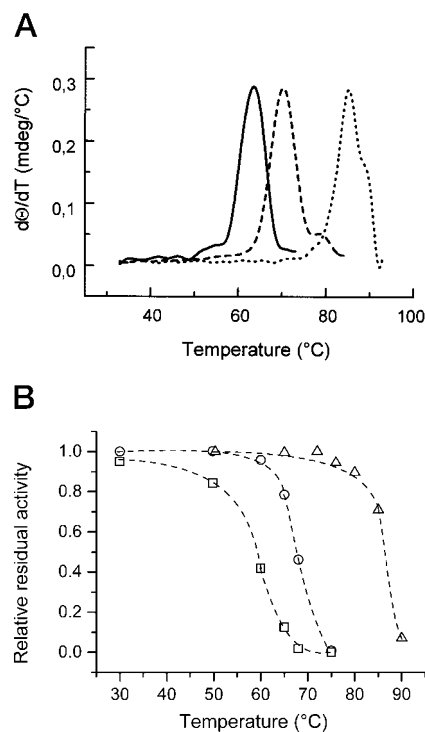 A
dΘ/dT (mdeg/°C)
0,3
0,2
0,1
0,0
40 60 80 100
Temperature (°C)
B
Relative residual activity
1.0
0.8
0.6
0.4
0.2
0.0
30 40 50 60 70 80 90
Temperature (°C)